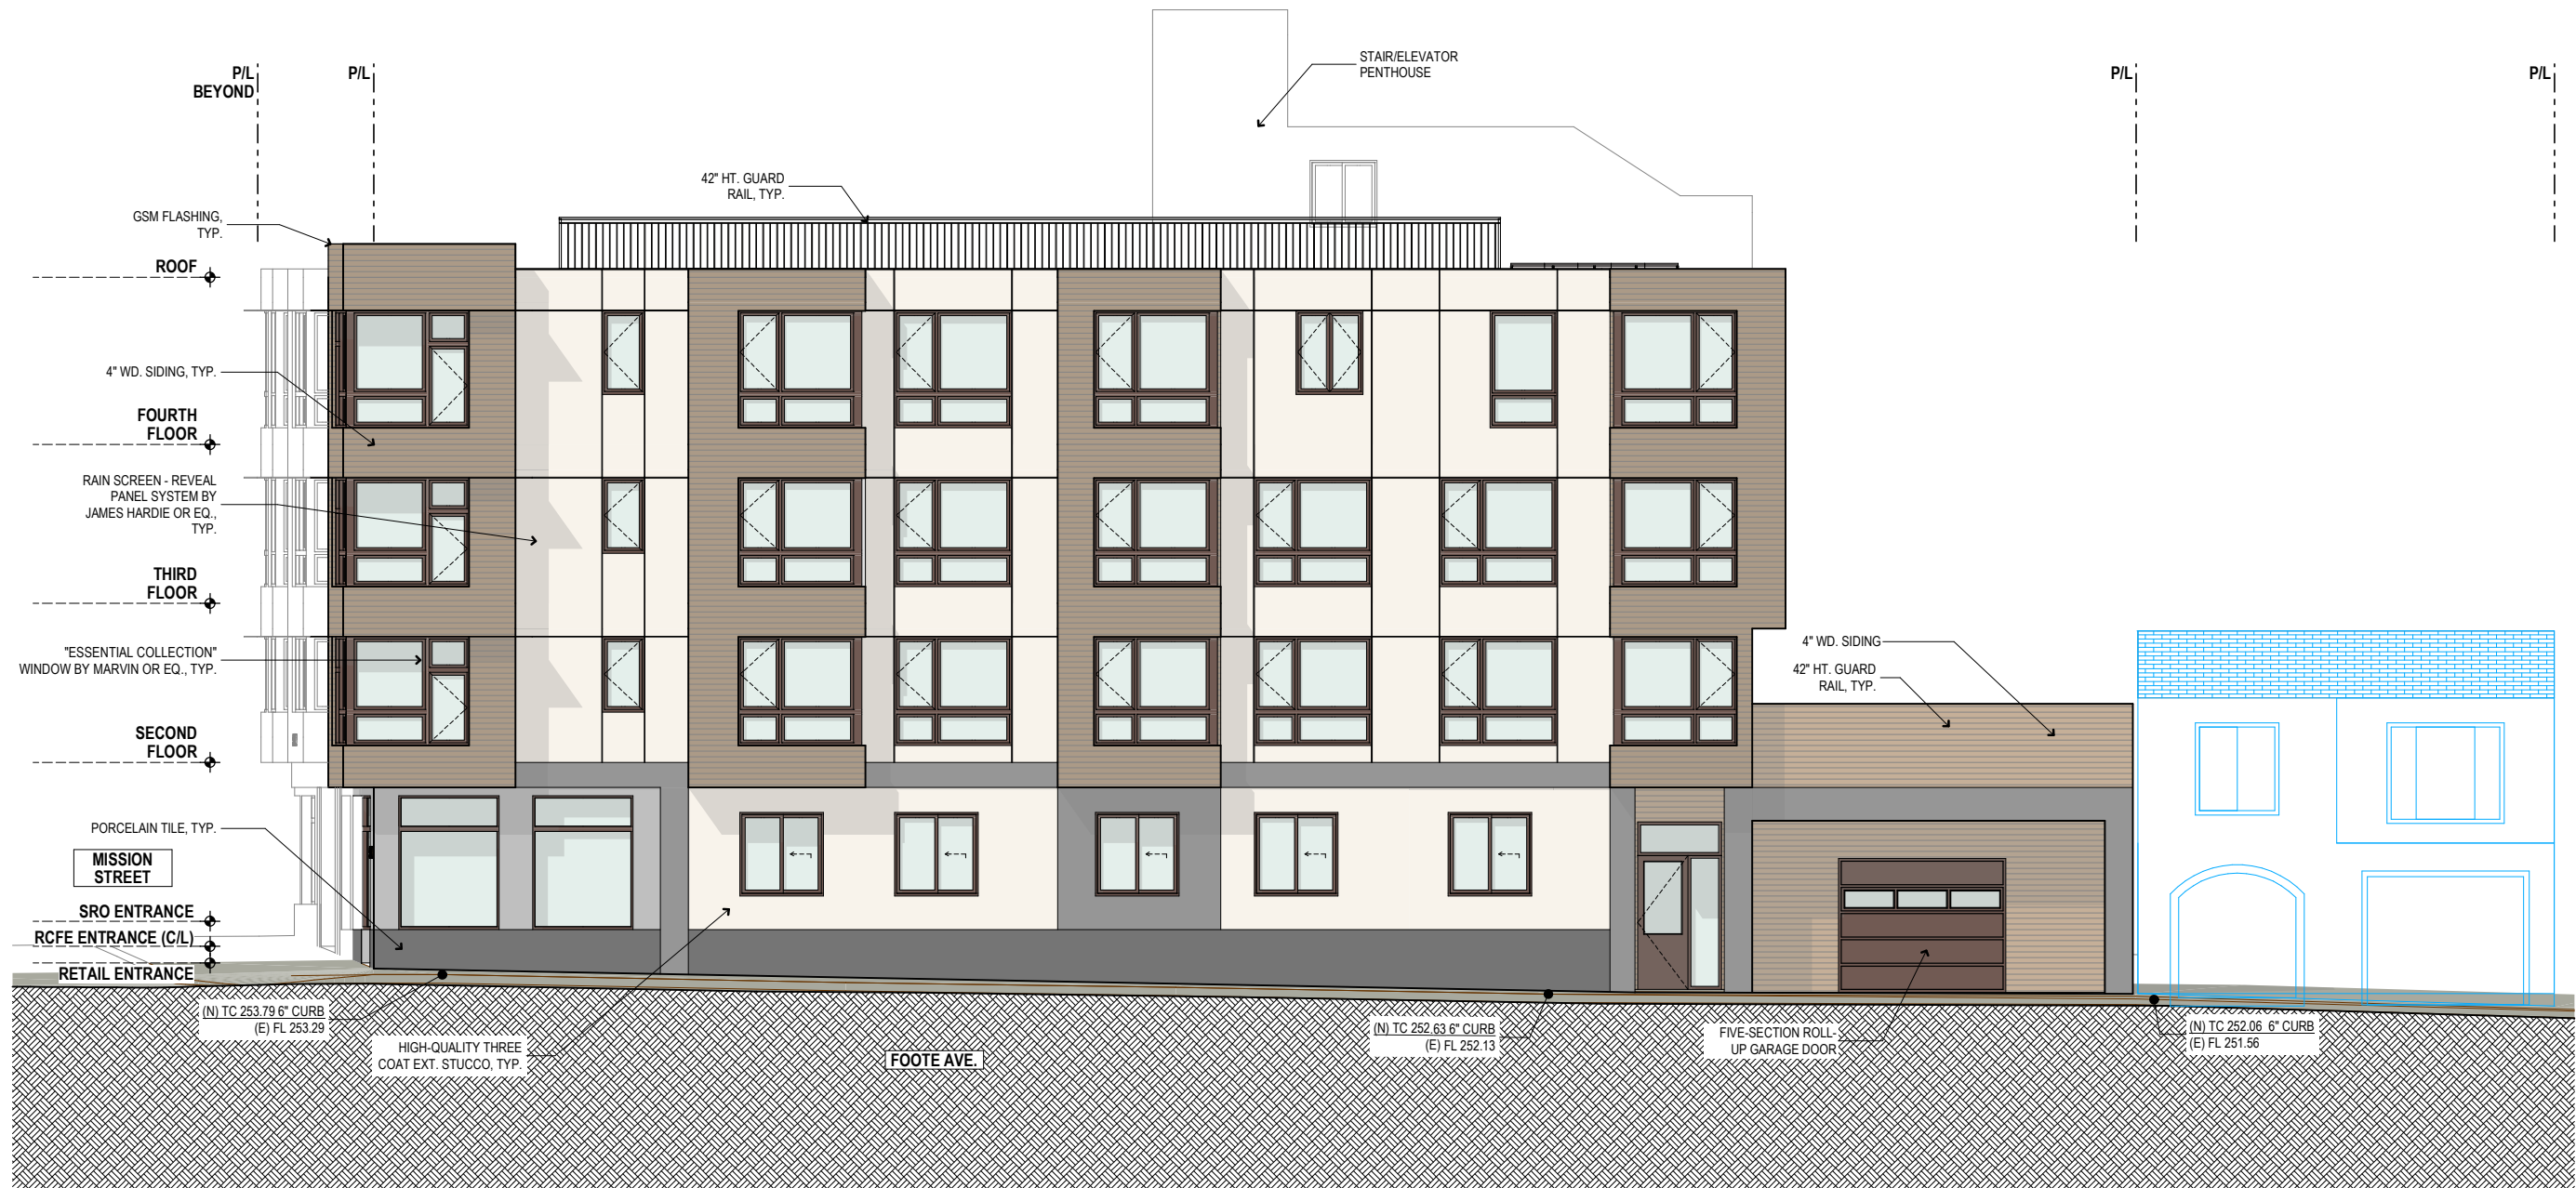 P/L
BEYOND
P/L
STAIR/ELEVATOR
PENTHOUSE
P/L
P/L
42" HT. GUARD
RAIL, TYP.
GSM FLASHING,
TYP.
ROOF
4" WD. SIDING, TYP.
FOURTH
FLOOR
RAIN SCREEN - REVEAL
PANEL SYSTEM BY
JAMES HARDIE OR EQ.,
TYP.
THIRD
FLOOR
"ESSENTIAL COLLECTION"
WINDOW BY MARVIN OR EQ., TYP.
4" WD. SIDING
42" HT. GUARD
RAIL, TYP.
SECOND
FLOOR
PORCELAIN TILE, TYP.
MISSION
STREET
SRO ENTRANCE
RCFE ENTRANCE (C/L)
RETAIL ENTRANCE
(N) TC 253.79 6" CURB
(E) FL 253.29
HIGH-QUALITY THREE
COAT EXT. STUCCO, TYP.
FOOTE AVE.
(N) TC 252.63 6" CURB
(E) FL 252.13
FIVE-SECTION ROLL-
UP GARAGE DOOR
(N) TC 252.06 6" CURB
(E) FL 251.56